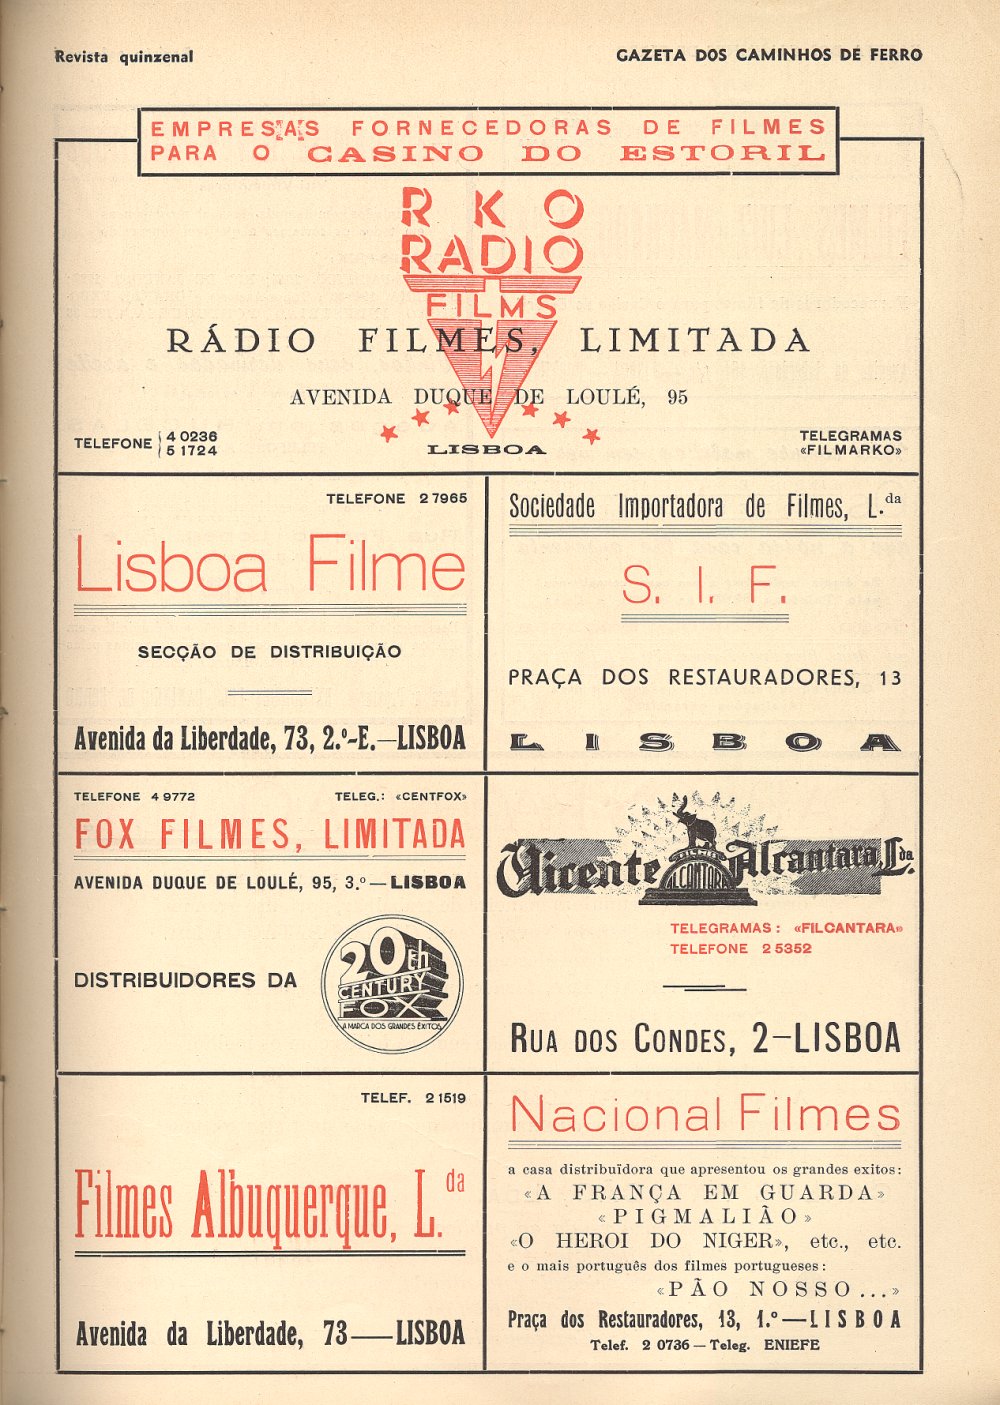 Revista quinzenal
GAZETA DOS CAMINHOS DE FERRO
EMPRESAS FORNECEDORAS DE FILMES
PARA O CASINO DO ESTORIL
RKO
RADIO
FILMS
RÁDIO FILMES, LIMITADA
AVENIDA DUQUE DE LOULÉ, 95
TELEFONE 4 0236
5 1724
LISBOA
TELEGRAMAS
«FILMARKO»
TELEFONE 2 7965
Lisboa Filme
SECÇÃO DE DISTRIBUIÇÃO
Avenida da Liberdade, 73, 2.º-E.—LISBOA
Sociedade Importadora de Filmes, L.da
S. I. F.
PRAÇA DOS RESTAURADORES, 13
LISBOA
TELEFONE 4 9772
TELEG.: «CENTFOX»
FOX FILMES, LIMITADA
AVENIDA DUQUE DE LOULÉ, 95, 3.º—LISBOA
DISTRIBUIDORES DA
20th
CENTURY
FOX
A MARCA DOS GRANDES ÊXITOS
Vicente Alcantara, L.da
FILMES
ALCANTARA
TELEGRAMAS: «FILCANTARA»
TELEFONE 2 5352
RUA DOS CONDES, 2—LISBOA
TELEF. 2 1519
Filmes Albuquerque, L.da
Avenida da Liberdade, 73—LISBOA
Nacional Filmes
a casa distribuïdora que apresentou os grandes exitos:
«A FRANÇA EM GUARDA»
«PIGMALIÃO»
«O HEROI DO NIGER», etc., etc.
e o mais português dos filmes portugueses:
«PÃO NOSSO...»
Praça dos Restauradores, 13, 1.º—LISBOA
Telef. 2 0736—Teleg. ENIEFE